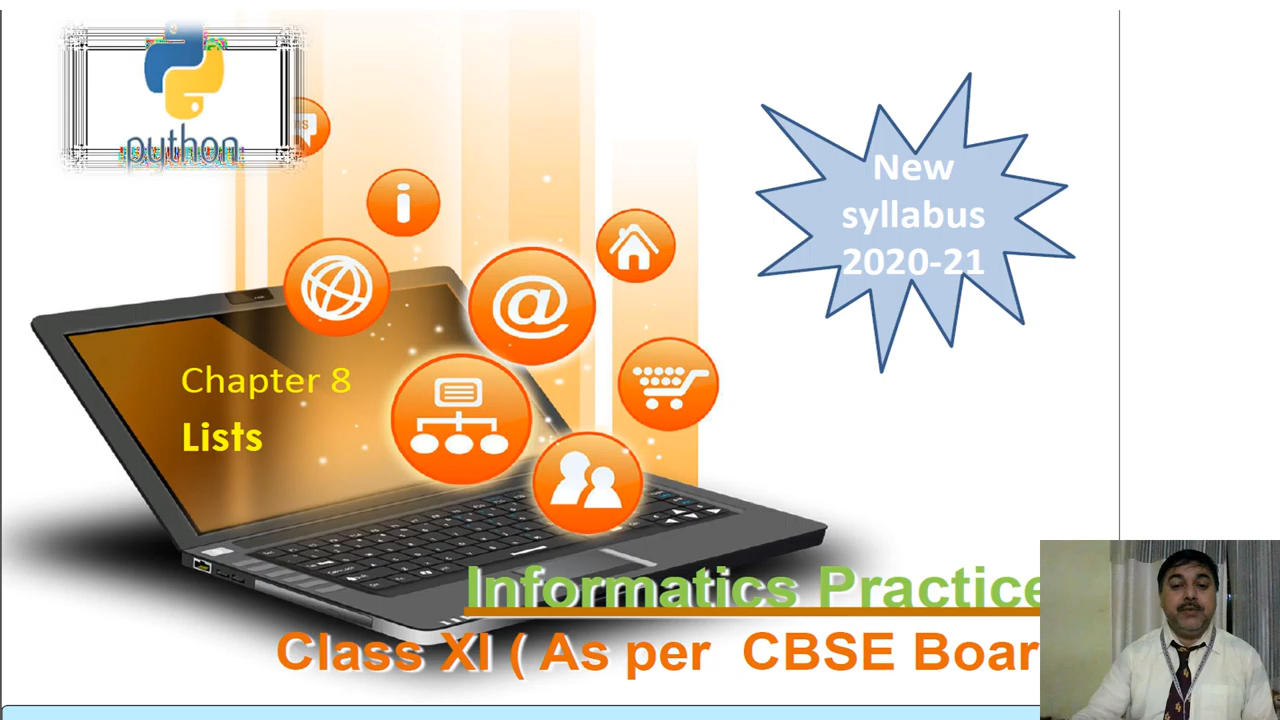 python
New
syllabus
2020-21
Chapter 8
Lists
Informatics Practice
Class XI ( As per CBSE Boar